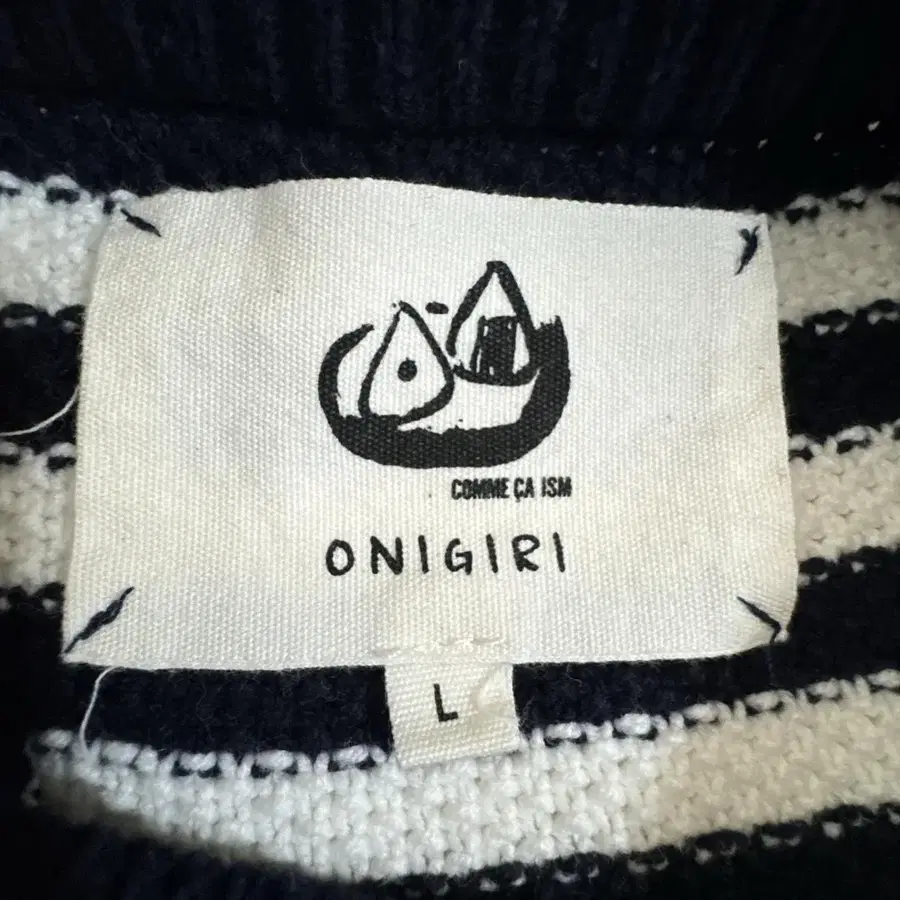 COMME ÇA ISM
ONIGIRI
L